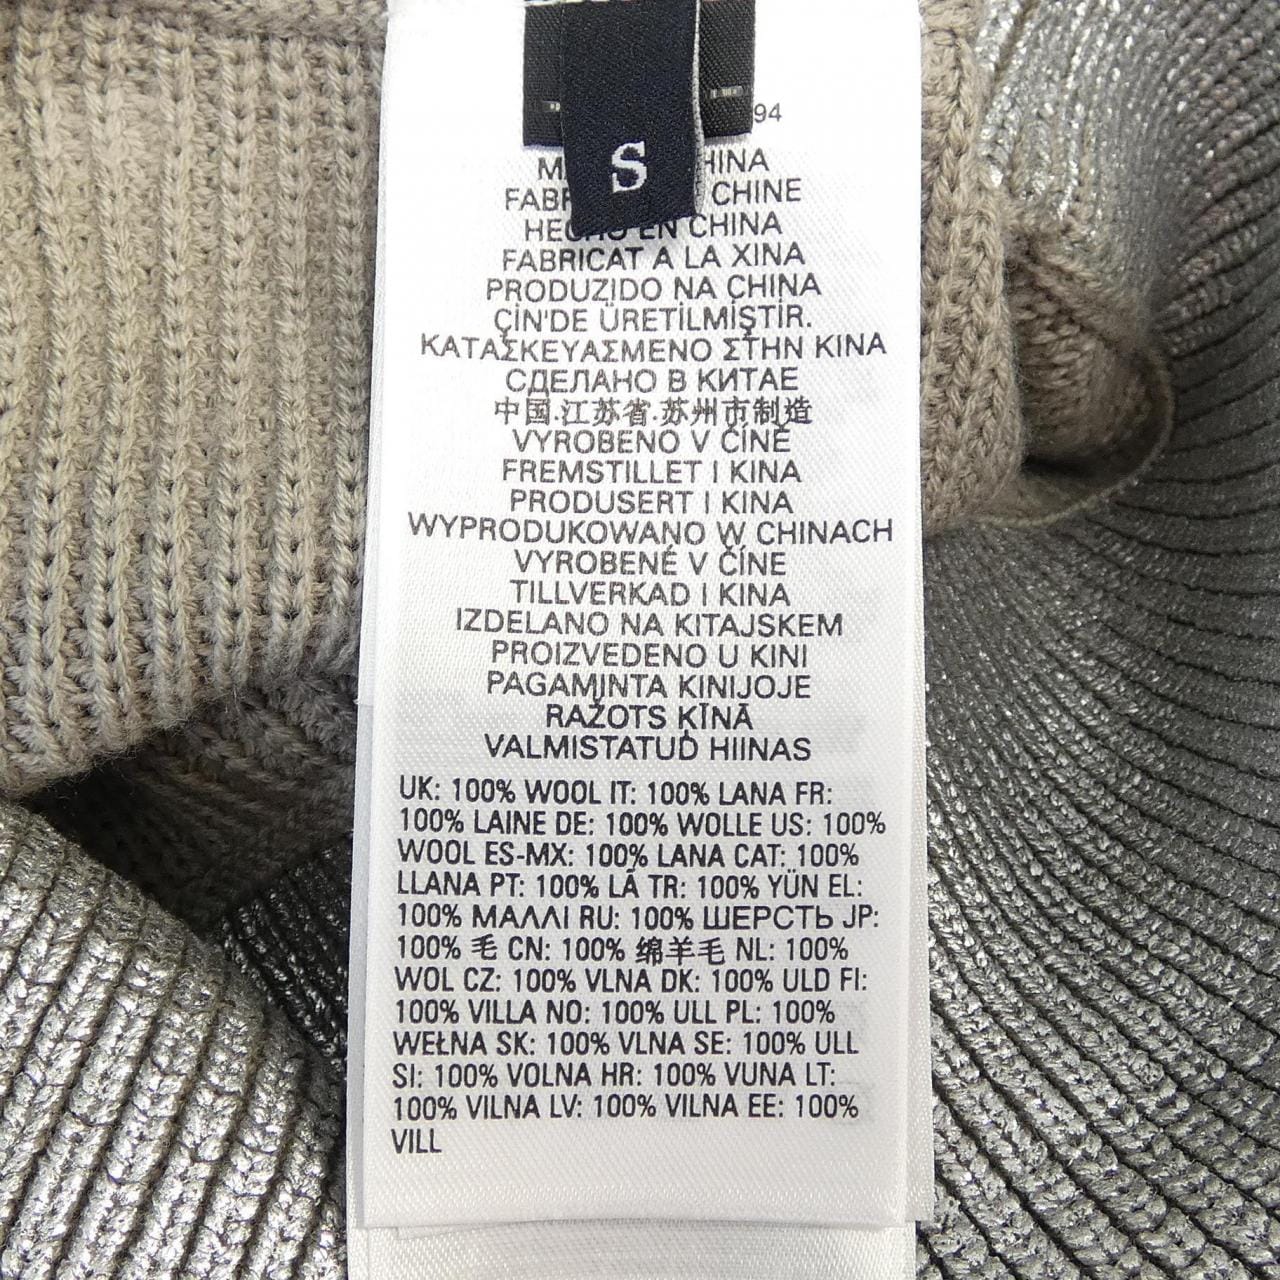 S
94
HINA
CHINE
HECHO EN CHINA
FABRICAT A LA XINA
PRODUZIDO NA CHINA
ÇİN'DE ÜRETİLMİŞTİR.
ΚΑΤΑΣΚΕΥΑΣΜΕΝΟ ΣΤΗΝ ΚΙΝΑ
СДЕЛАНО В КИТАЕ
中国.江苏省.苏州市制造
VYROBENO V ČÍNĚ
FREMSTILLET I KINA
PRODUSERT I KINA
WYPRODUKOWANO W CHINACH
VYROBENÉ V ČÍNE
TILLVERKAD I KINA
IZDELANO NA KITAJSKEM
PROIZVEDENO U KINI
PAGAMINTA KINIJOJE
RAŽOTS ĶĪNĀ
VALMISTATUD HIINAS
UK: 100% WOOL IT: 100% LANA FR:
100% LAINE DE: 100% WOLLE US: 100%
WOOL ES-MX: 100% LANA CAT: 100%
LLANA PT: 100% LÃ TR: 100% YÜN EL:
100% ΜΑΛΛΙ RU: 100% ШЕРСТЬ JP:
100% 毛 CN: 100% 绵羊毛 NL: 100%
WOL CZ: 100% VLNA DK: 100% ULD FI:
100% VILLA NO: 100% ULL PL: 100%
WEŁNA SK: 100% VLNA SE: 100% ULL
SI: 100% VOLNA HR: 100% VUNA LT:
100% VILNA LV: 100% VILNA EE: 100%
VILL